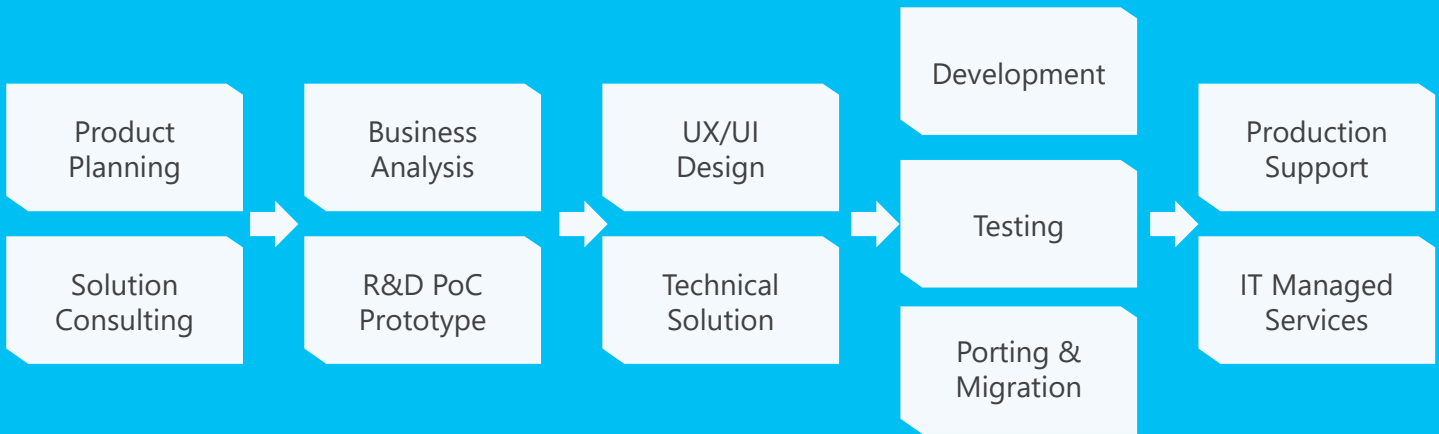 Product
Planning
Solution
Consulting
Business
Analysis
R&D PoC
Prototype
UX/UI
Design
Technical
Solution
Development
Testing
Porting &
Migration
Production
Support
IT Managed
Services